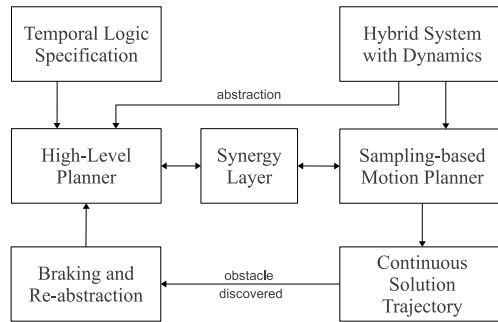 Temporal Logic
Specification
Hybrid System
with Dynamics
abstraction
High-Level
Planner
Synergy
Layer
Sampling-based
Motion Planner
Braking and
Re-abstraction
obstacle
discovered
Continuous
Solution
Trajectory